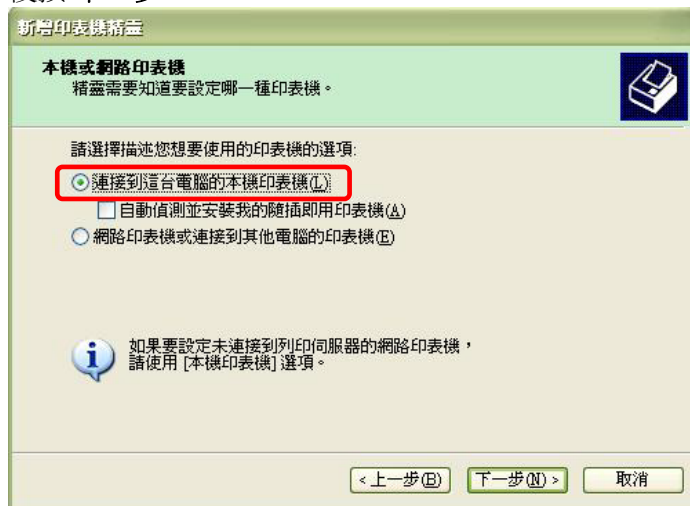 新增印表機精靈
本機或網路印表機
精靈需要知道要設定哪一種印表機。
請選擇描述您想要使用的印表機的選項:
連接到這台電腦的本機印表機(L)
自動偵測並安裝我的隨插即用印表機(A)
網路印表機或連接到其他電腦的印表機(E)
如果要設定未連接到列印伺服器的網路印表機，
請使用 [本機印表機] 選項。
<上一步(B) 下一步(N)> 取消